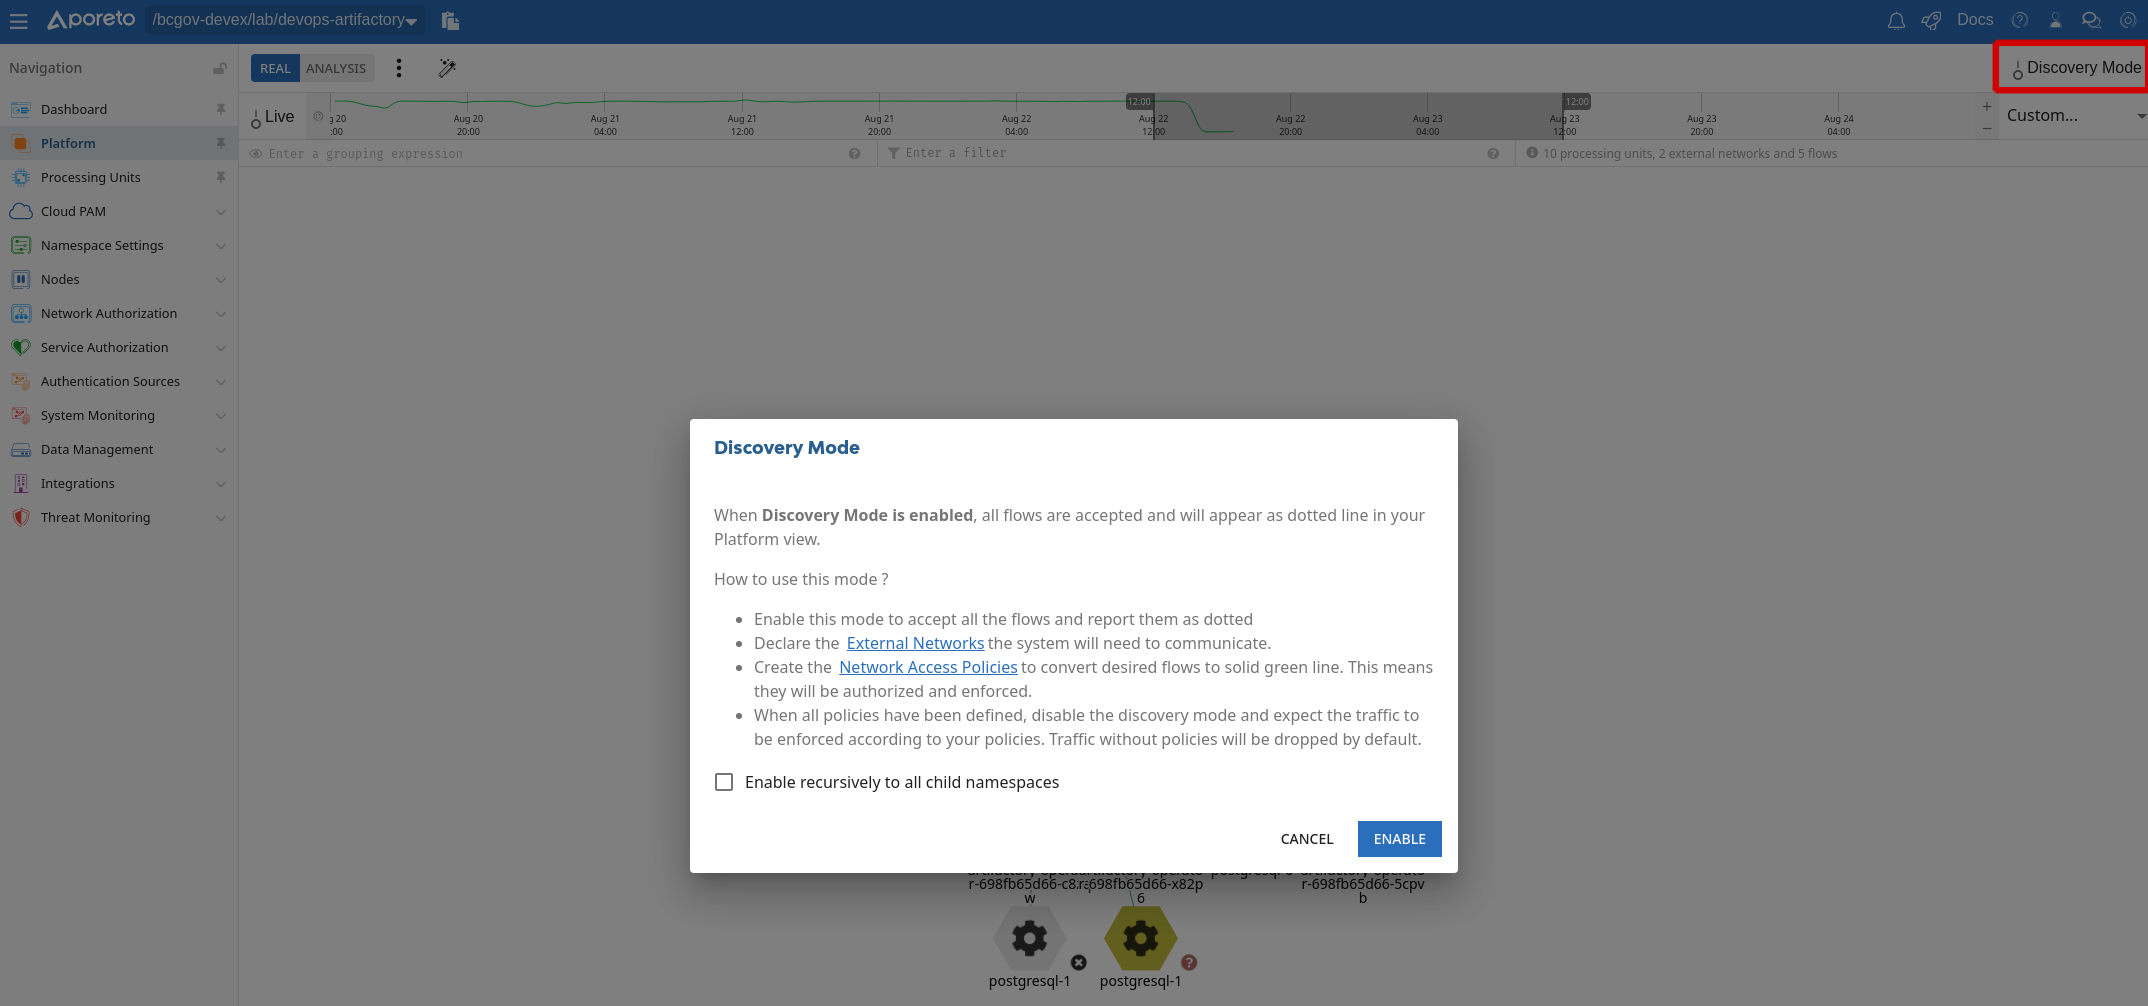 Aporeto /bcgov-devex/lab/devops-artifactory Docs
Navigation
REAL ANALYSIS
Discovery Mode
Dashboard
Platform
Processing Units
Cloud PAM
Namespace Settings
Nodes
Network Authorization
Service Authorization
Authentication Sources
System Monitoring
Data Management
Integrations
Threat Monitoring
Live
12:00 12:00
20 Aug 20 Aug 21 Aug 21 Aug 21 Aug 22 Aug 22 Aug 22 Aug 23 Aug 23 Aug 23 Aug 24
:00 20:00 04:00 12:00 20:00 04:00 12:00 20:00 04:00 12:00 20:00 04:00
+
−
Custom...
Enter a grouping expression
Enter a filter
10 processing units, 2 external networks and 5 flows
Discovery Mode
When Discovery Mode is enabled, all flows are accepted and will appear as dotted line in your
Platform view.
How to use this mode ?
• Enable this mode to accept all the flows and report them as dotted
• Declare the External Networks the system will need to communicate.
• Create the Network Access Policies to convert desired flows to solid green line. This means
they will be authorized and enforced.
• When all policies have been defined, disable the discovery mode and expect the traffic to
be enforced according to your policies. Traffic without policies will be dropped by default.
Enable recursively to all child namespaces
CANCEL ENABLE
r-698fb65d66-x82p r-698fb65d66-5cpv
w 6 b
postgresql-1 postgresql-1